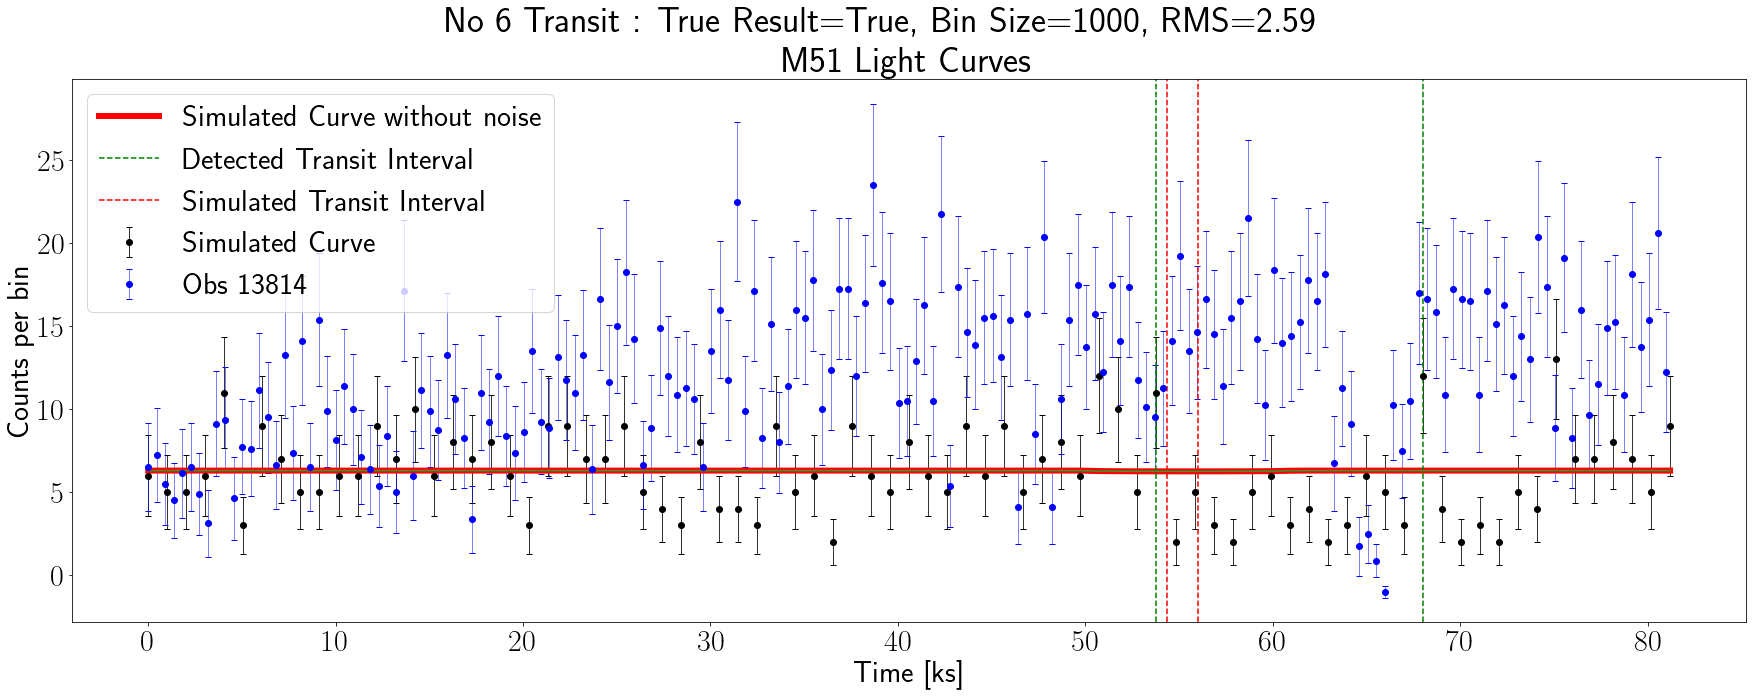 No 6 Transit : True Result=True, Bin Size=1000, RMS=2.59
M51 Light Curves
Simulated Curve without noise
Detected Transit Interval
Simulated Transit Interval
Simulated Curve
Obs 13814
Counts per bin
25
20
15
10
5
0
0 10 20 30 40 50 60 70 80
Time [ks]